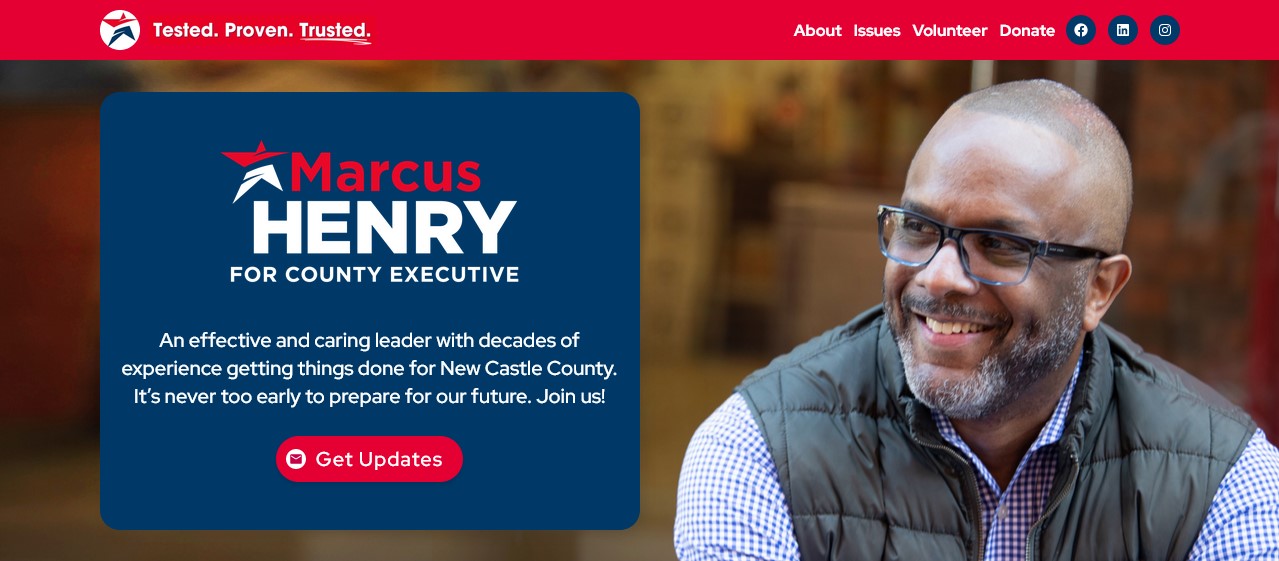 Tested. Proven. Trusted.
About Issues Volunteer Donate
Marcus
HENRY
FOR COUNTY EXECUTIVE
An effective and caring leader with decades of
experience getting things done for New Castle County.
It’s never too early to prepare for our future. Join us!
Get Updates